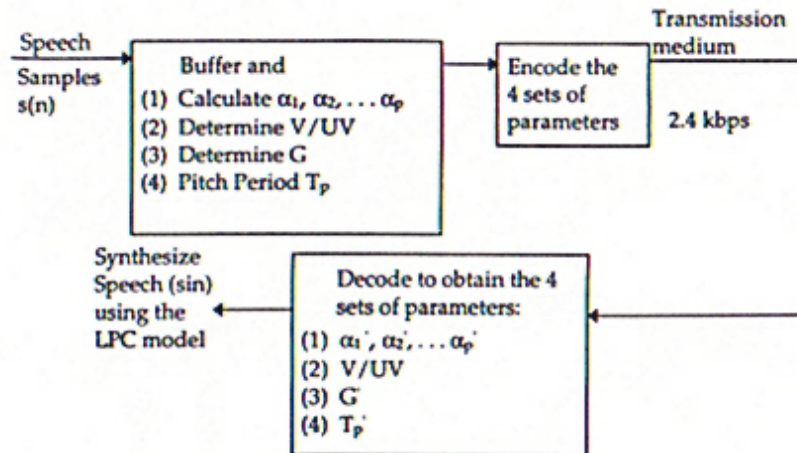 Speech
Samples
s(n)
Buffer and
(1) Calculate α₁, α₂, . . . αₚ
(2) Determine V/UV
(3) Determine G
(4) Pitch Period Tₚ
Encode the
4 sets of
parameters
Transmission
medium
2.4 kbps
Synthesize
Speech (sin)
using the
LPC model
Decode to obtain the 4
sets of parameters:
(1) α₁', α₂', . . . αₚ'
(2) V/UV
(3) G'
(4) Tₚ'